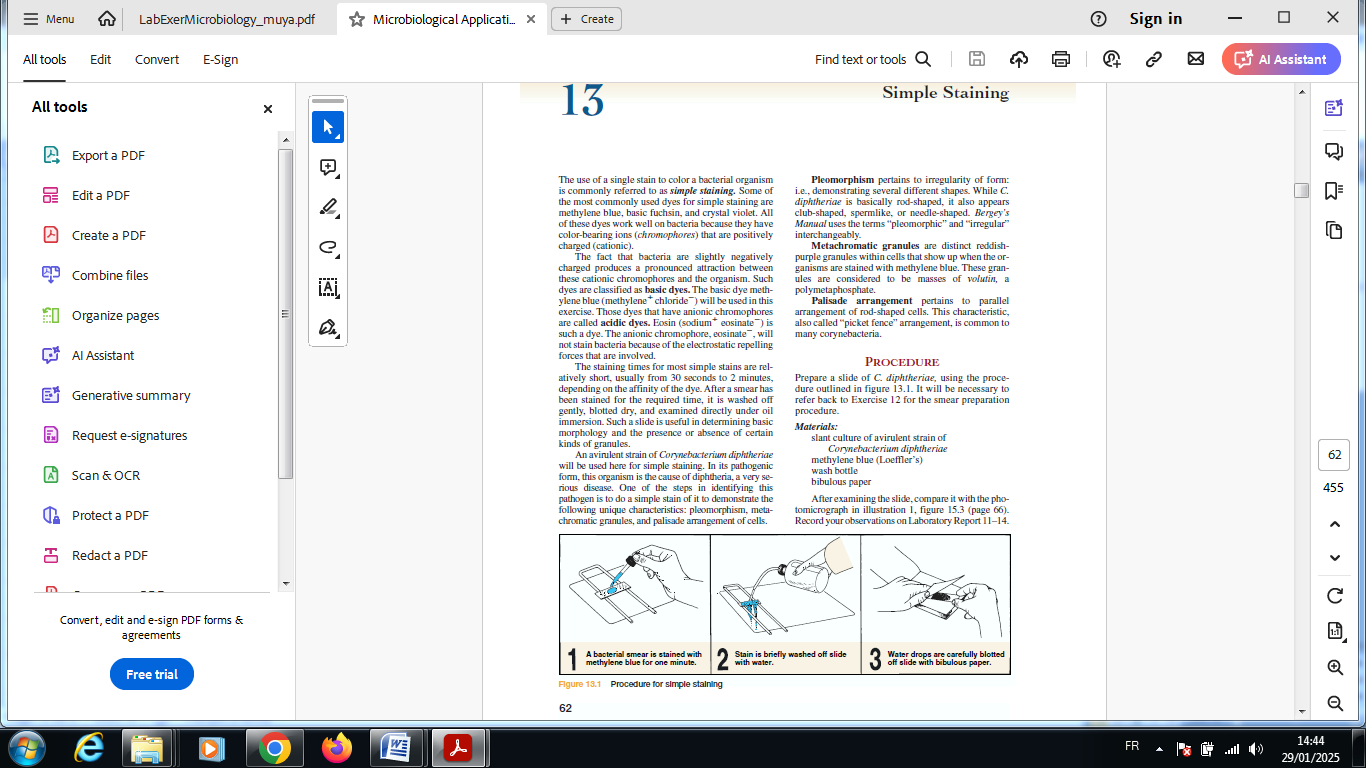 Menu
LabExerMicrobiology_muya.pdf
Microbiological Applicati...
Create
Sign in
All tools
Edit
Convert
E-Sign
Find text or tools
AI Assistant
All tools
Export a PDF
Edit a PDF
Create a PDF
Combine files
Organize pages
AI Assistant
Generative summary
Request e-signatures
Scan & OCR
Protect a PDF
Redact a PDF
Convert, edit and e-sign PDF forms &
agreements
Free trial
13
Simple Staining
The use of a single stain to color a bacterial organism
is commonly referred to as simple staining. Some of
the most commonly used dyes for simple staining are
methylene blue, basic fuchsin, and crystal violet. All
of these dyes work well on bacteria because they have
color-bearing ions (chromophores) that are positively
charged (cationic).
The fact that bacteria are slightly negatively
charged produces a pronounced attraction between
these cationic chromophores and the organism. Such
dyes are classified as basic dyes. The basic dye meth-
ylene blue (methylene⁺ chloride⁻) will be used in this
exercise. Those dyes that have anionic chromophores
are called acidic dyes. Eosin (sodium⁺ eosinate⁻) is
such a dye. The anionic chromophore, eosinate⁻, will
not stain bacteria because of the electrostatic repelling
forces that are involved.
The staining times for most simple stains are rel-
atively short, usually from 30 seconds to 2 minutes,
depending on the affinity of the dye. After a smear has
been stained for the required time, it is washed off
gently, blotted dry, and examined directly under oil
immersion. Such a slide is useful in determining basic
morphology and the presence or absence of certain
kinds of granules.
An avirulent strain of Corynebacterium diphtheriae
will be used here for simple staining. In its pathogenic
form, this organism is the cause of diphtheria, a very se-
rious disease. One of the steps in identifying this
pathogen is to do a simple stain of it to demonstrate the
following unique characteristics: pleomorphism, meta-
chromatic granules, and palisade arrangement of cells.
Pleomorphism pertains to irregularity of form:
i.e., demonstrating several different shapes. While C.
diphtheriae is basically rod-shaped, it also appears
club-shaped, spermlike, or needle-shaped. Bergey's
Manual uses the terms “pleomorphic” and “irregular”
interchangeably.
Metachromatic granules are distinct reddish-
purple granules within cells that show up when the or-
ganisms are stained with methylene blue. These gran-
ules are considered to be masses of volutin, a
polymetaphosphate.
Palisade arrangement pertains to parallel
arrangement of rod-shaped cells. This characteristic,
also called “picket fence” arrangement, is common to
many corynebacteria.
PROCEDURE
Prepare a slide of C. diphtheriae, using the proce-
dure outlined in figure 13.1. It will be necessary to
refer back to Exercise 12 for the smear preparation
procedure.
Materials:
slant culture of avirulent strain of
Corynebacterium diphtheriae
methylene blue (Loeffler's)
wash bottle
bibulous paper
After examining the slide, compare it with the pho-
tomicrograph in illustration 1, figure 15.3 (page 66).
Record your observations on Laboratory Report 11–14.
1 A bacterial smear is stained with
methylene blue for one minute.
2 Stain is briefly washed off slide
with water.
3 Water drops are carefully blotted
off slide with bibulous paper.
Figure 13.1 Procedure for simple staining
62
62
455
1:1
FR
14:44
29/01/2025